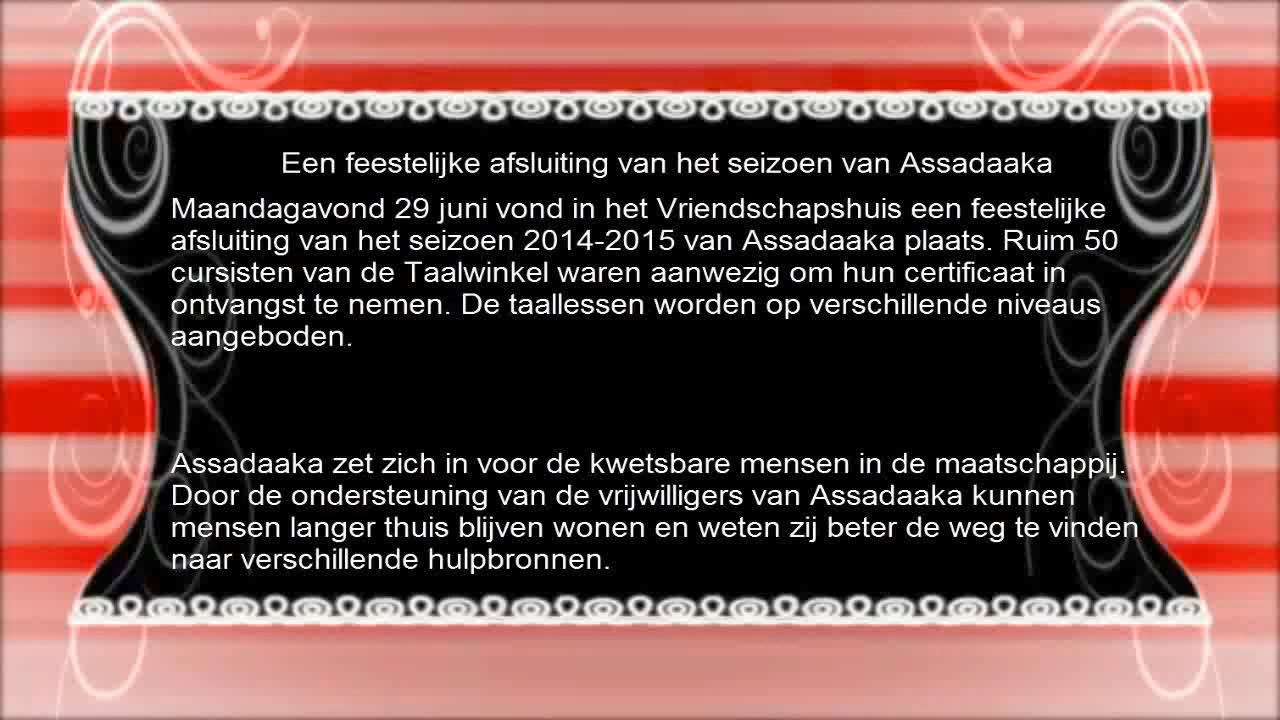 Een feestelijke afsluiting van het seizoen van Assadaaka
Maandagavond 29 juni vond in het Vriendschapshuis een feestelijke
afsluiting van het seizoen 2014-2015 van Assadaaka plaats. Ruim 50
cursisten van de Taalwinkel waren aanwezig om hun certificaat in
ontvangst te nemen. De taallessen worden op verschillende niveaus
aangeboden.
Assadaaka zet zich in voor de kwetsbare mensen in de maatschappij.
Door de ondersteuning van de vrijwilligers van Assadaaka kunnen
mensen langer thuis blijven wonen en weten zij beter de weg te vinden
naar verschillende hulpbronnen.